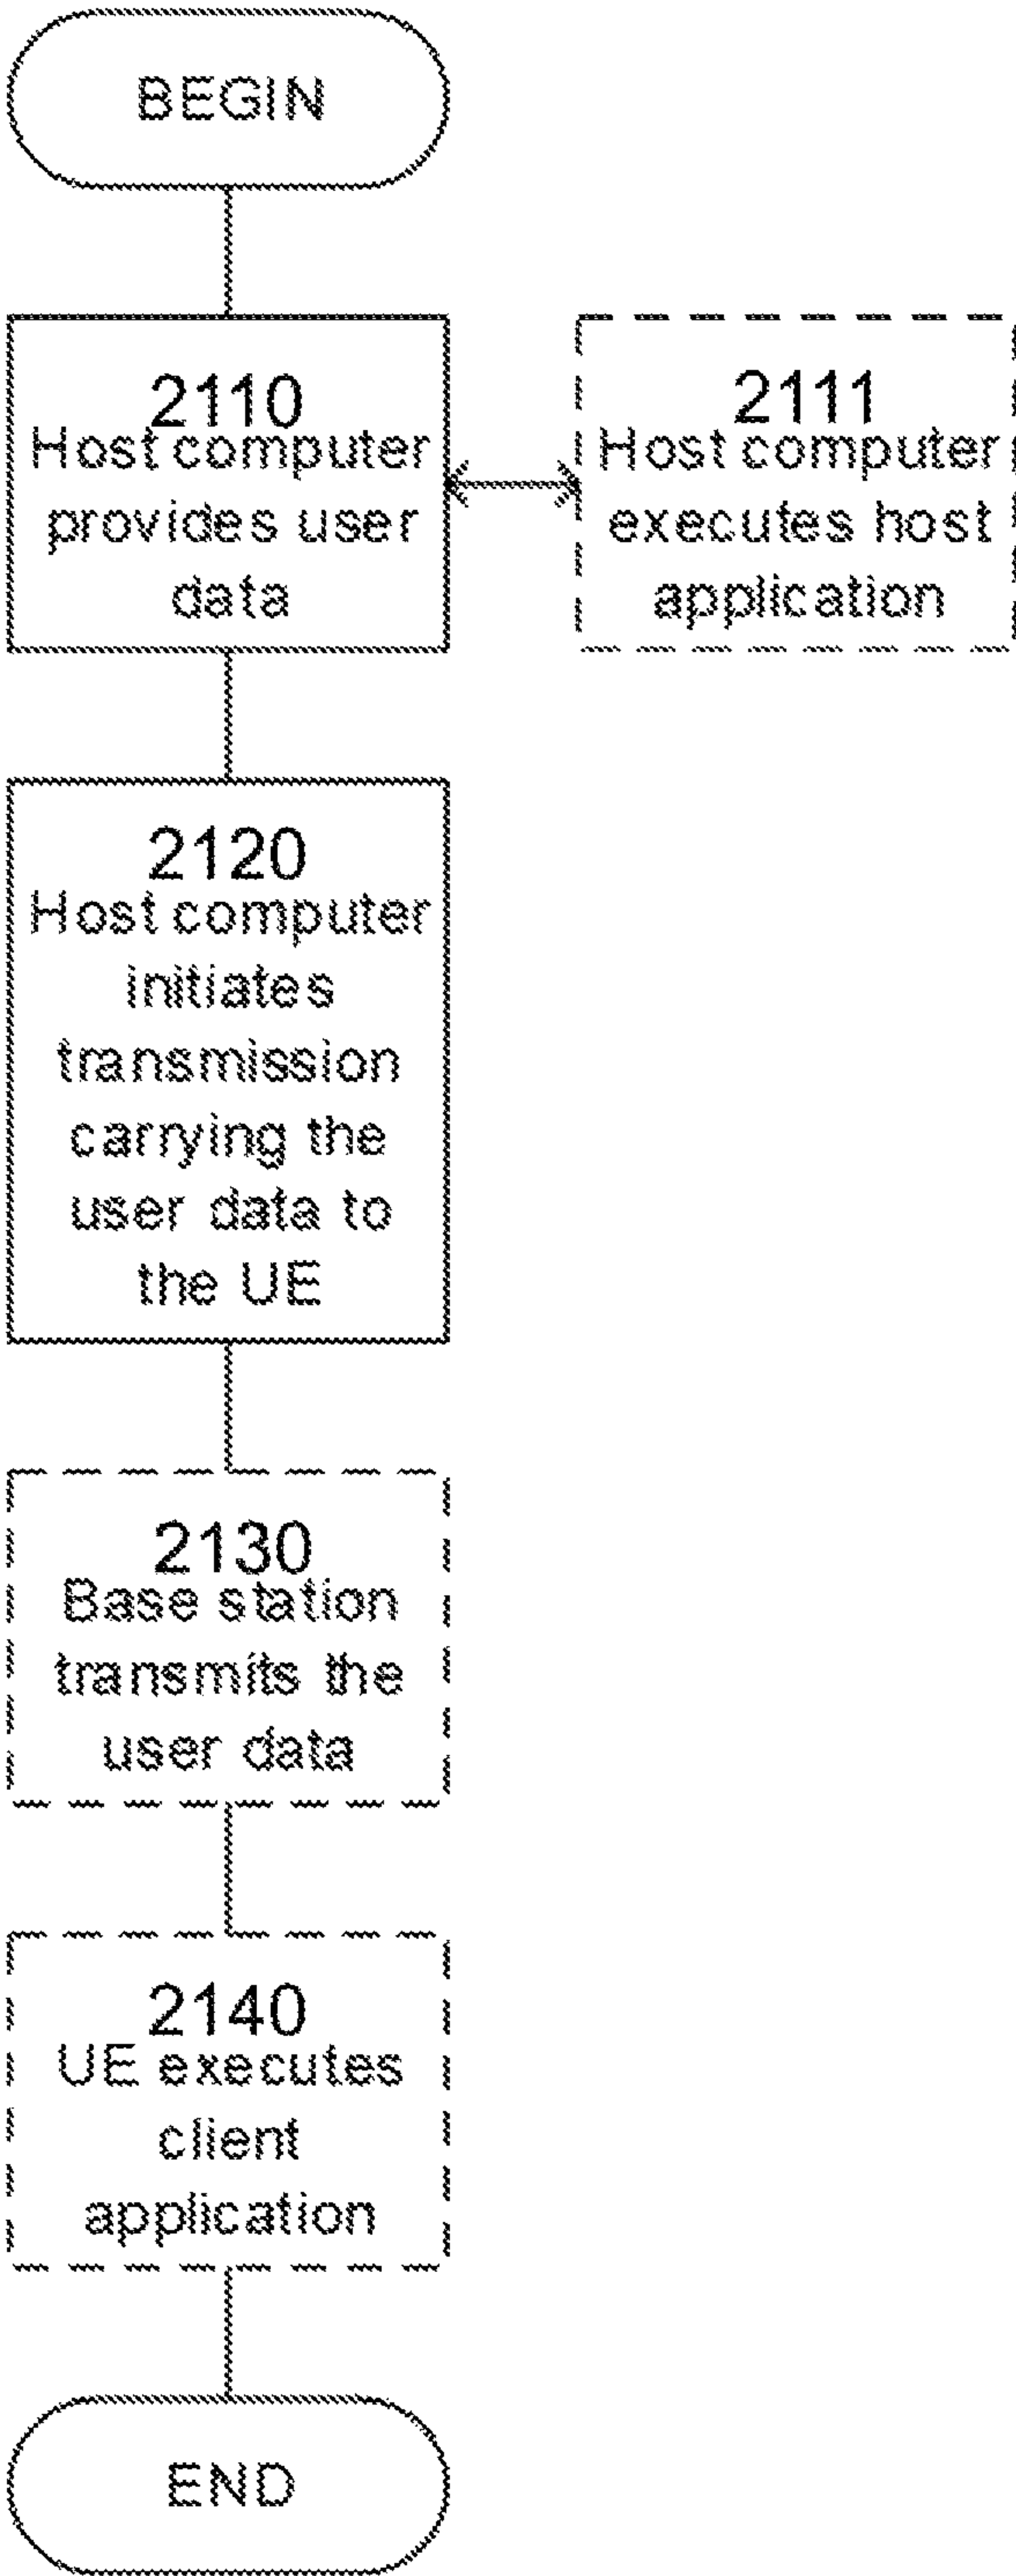 BEGIN
2110
Host computer
provides user
data
2111
Host computer
executes host
application
2120
Host computer
initiates
transmission
carrying the
user data to
the UE
2130
Base station
transmits the
user data
2140
UE executes
client
application
END